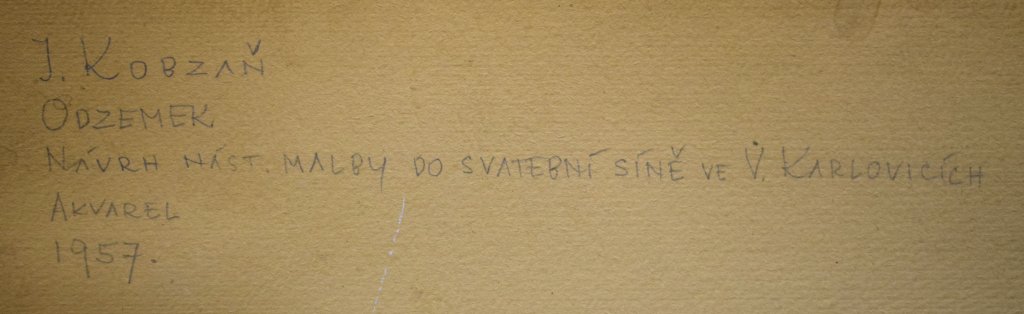 J. Kobzaň
Odzemek
Návrh nást. malby do svatební síně ve V. Karlovicích
Akvarel
1957.